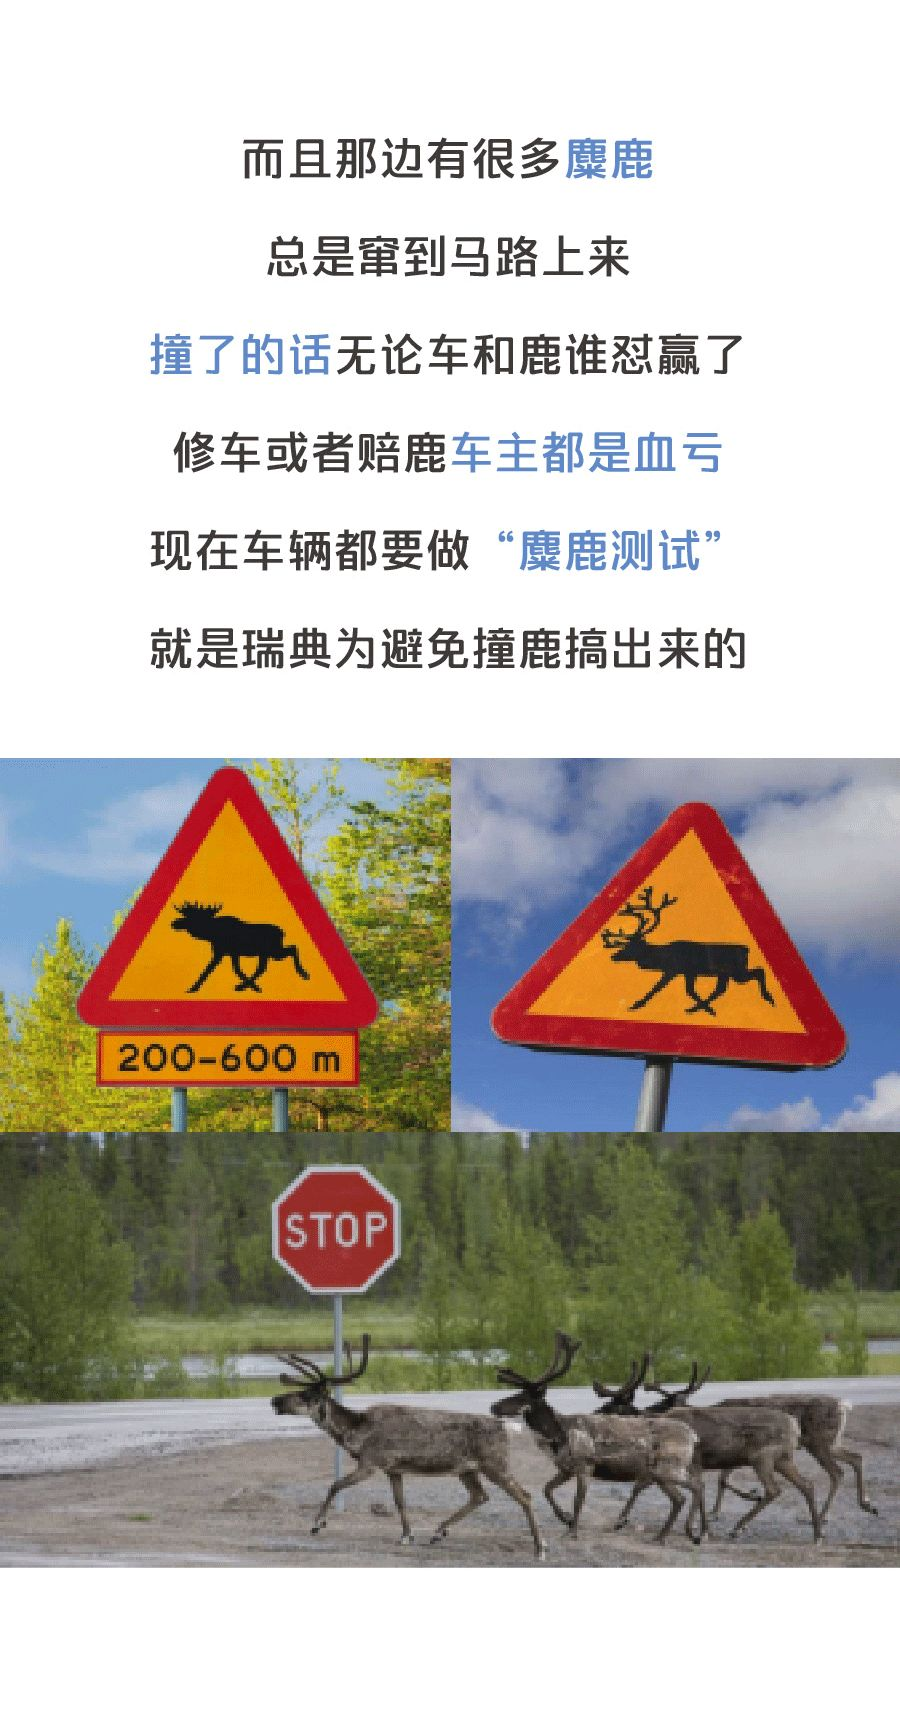 而且那边有很多麋鹿
总是窜到马路上来
撞了的话无论车和鹿谁怼赢了
修车或者赔鹿车主都是血亏
现在车辆都要做“麋鹿测试”
就是瑞典为避免撞鹿搞出来的
200-600 m
STOP